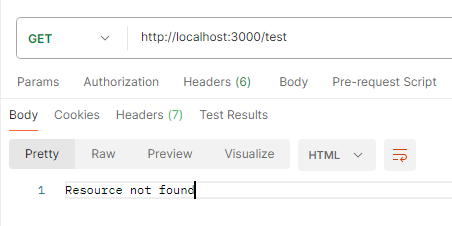 GET http://localhost:3000/test
Params Authorization Headers (6) Body Pre-request Script
Body Cookies Headers (7) Test Results
Pretty Raw Preview Visualize HTML
1 Resource not found